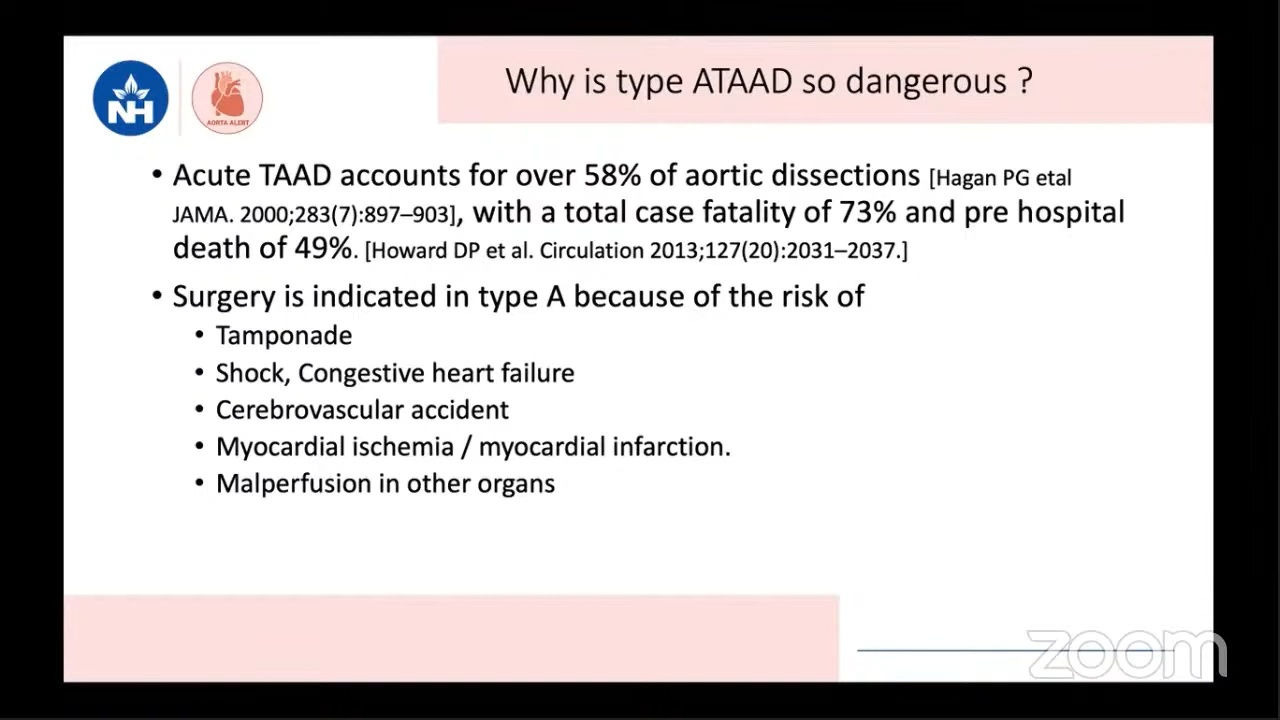 NH
AORTA ALERT
Why is type ATAAD so dangerous ?
• Acute TAAD accounts for over 58% of aortic dissections [Hagan PG etal
JAMA. 2000;283(7):897–903], with a total case fatality of 73% and pre hospital
death of 49%. [Howard DP et al. Circulation 2013;127(20):2031–2037.]
• Surgery is indicated in type A because of the risk of
• Tamponade
• Shock, Congestive heart failure
• Cerebrovascular accident
• Myocardial ischemia / myocardial infarction.
• Malperfusion in other organs
zoom